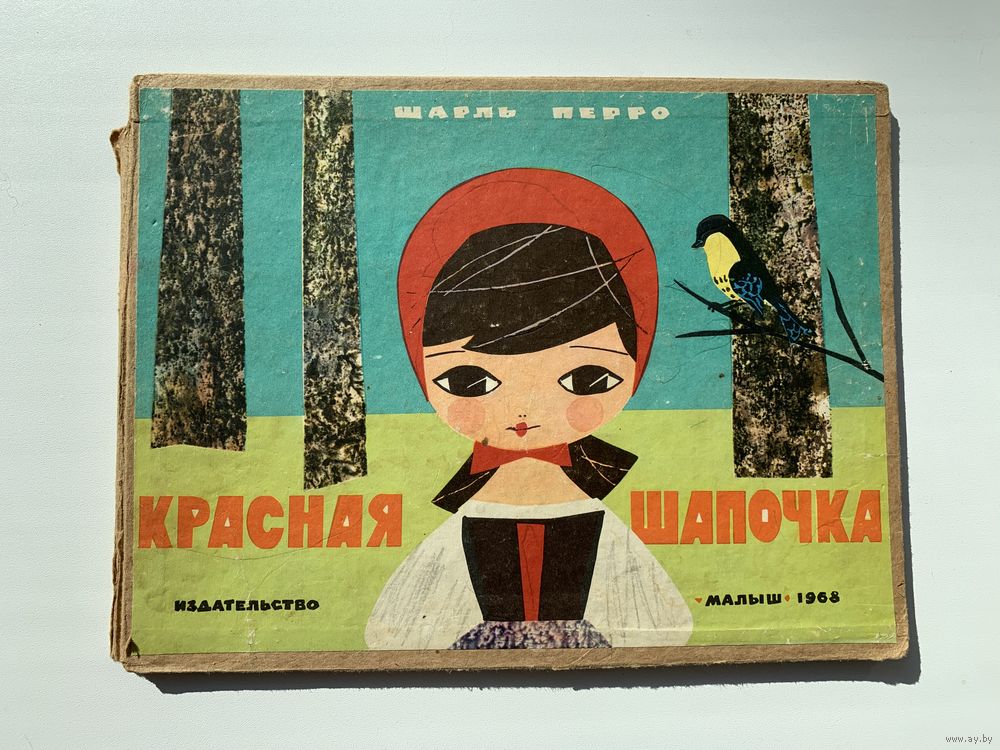 ШАРЛЬ ПЕРРО
КРАСНАЯ ШАПОЧКА
ИЗДАТЕЛЬСТВО МАЛЫШ 1968
www.ay.by